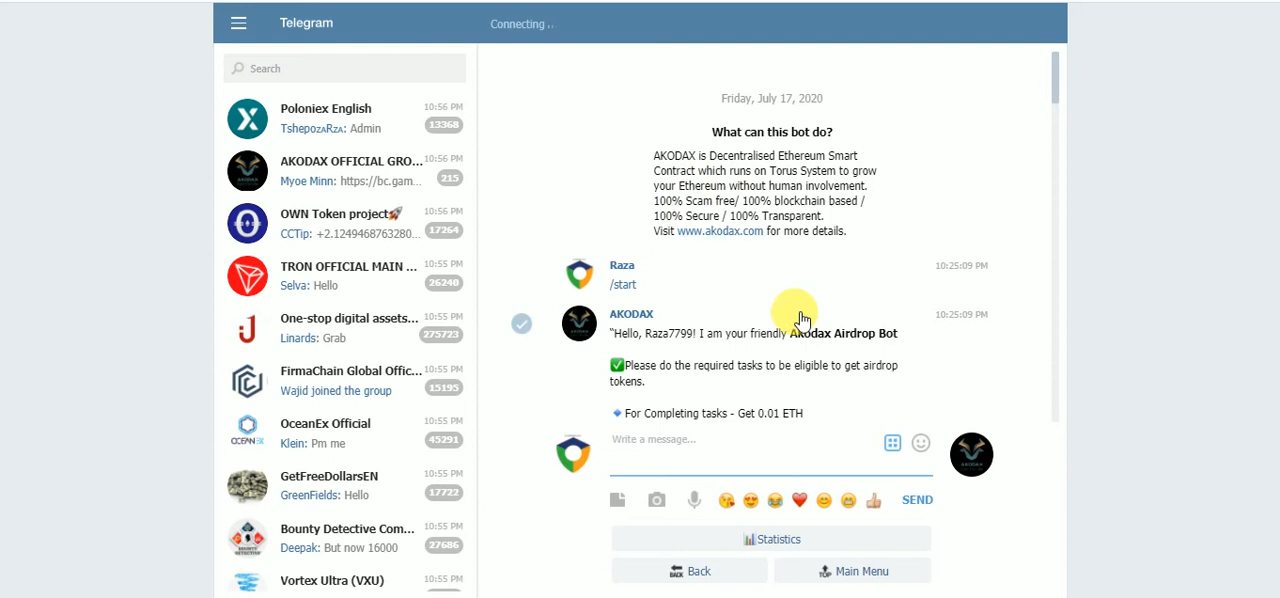 Telegram
Connecting ..
Search
Poloniex English 10:56 PM
TshepozΑRza: Admin 13368
AKODAX OFFICIAL GRO... 10:56 PM
Myoe Minn: https://bc.gam... 215
OWN Token project🚀 10:56 PM
CCTip: +2.1249468763280... 17264
TRON OFFICIAL MAIN ... 10:55 PM
Selva: Hello 26240
One-stop digital assets... 10:55 PM
Linards: Grab 275723
FirmaChain Global Offic... 10:55 PM
Wajid joined the group 15195
OceanEx Official 10:55 PM
OCEANEX
Klein: Pm me 45291
GetFreeDollarsEN 10:55 PM
GreenFields: Hello 17722
Bounty Detective Com... 10:55 PM
Deepak: But now 16000 27686
Vortex Ultra (VXU) 10:55 PM
Friday, July 17, 2020
What can this bot do?
AKODAX is Decentralised Ethereum Smart
Contract which runs on Torus System to grow
your Ethereum without human involvement.
100% Scam free/ 100% blockchain based /
100% Secure / 100% Transparent.
Visit www.akodax.com for more details.
Raza 10:25:09 PM
/start
AKODAX 10:25:09 PM
"Hello, Raza7799! I am your friendly Akodax Airdrop Bot
✅Please do the required tasks to be eligible to get airdrop
tokens.
🔹For Completing tasks - Get 0.01 ETH
Write a message...
SEND
📊Statistics
🔙 Back
🔝 Main Menu